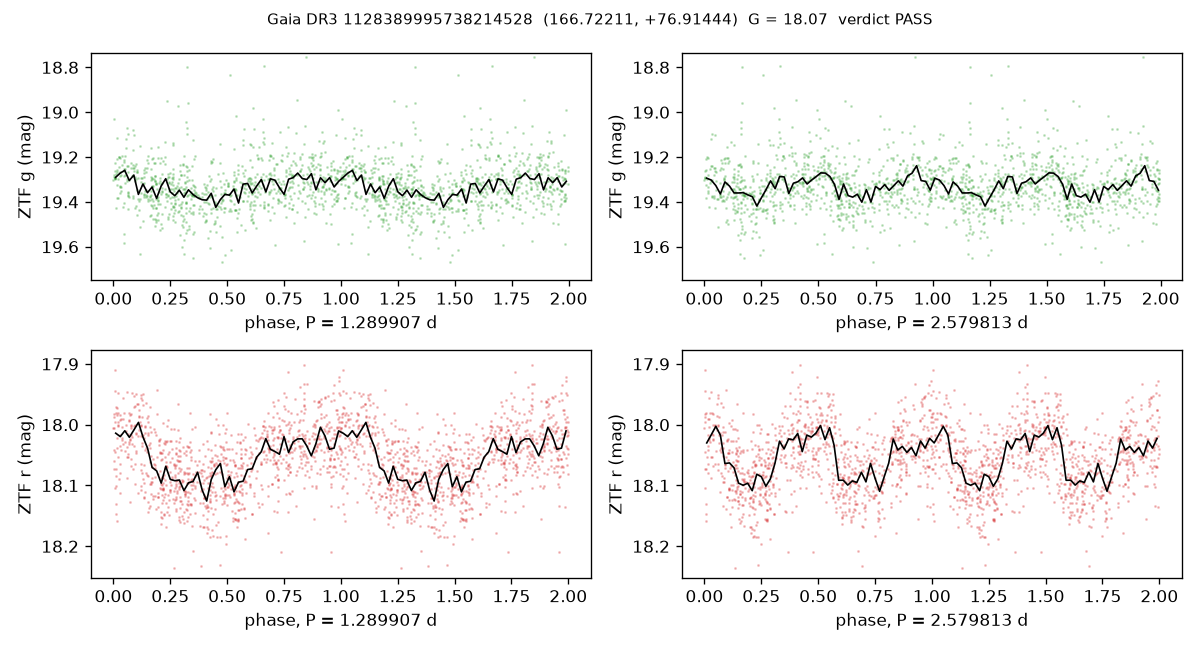 Gaia DR3 1128389995738214528 (166.72211, +76.91444) G = 18.07 verdict PASS
ZTF g (mag)
18.8
19.0
19.2
19.4
19.6
0.00 0.25 0.50 0.75 1.00 1.25 1.50 1.75 2.00
phase, P = 1.289907 d
ZTF g (mag)
18.8
19.0
19.2
19.4
19.6
0.00 0.25 0.50 0.75 1.00 1.25 1.50 1.75 2.00
phase, P = 2.579813 d
ZTF r (mag)
17.9
18.0
18.1
18.2
0.00 0.25 0.50 0.75 1.00 1.25 1.50 1.75 2.00
phase, P = 1.289907 d
ZTF r (mag)
17.9
18.0
18.1
18.2
0.00 0.25 0.50 0.75 1.00 1.25 1.50 1.75 2.00
phase, P = 2.579813 d